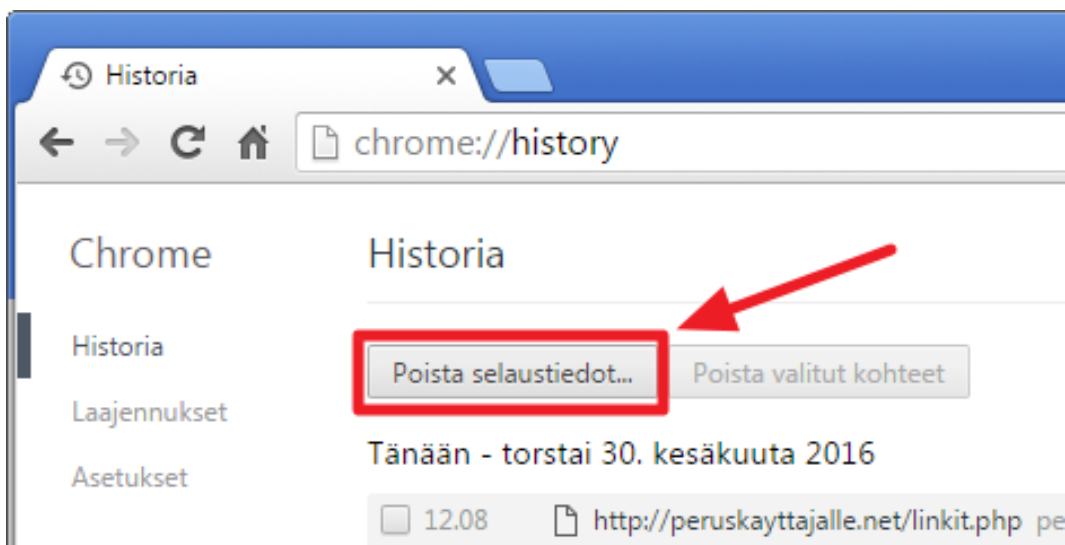 Historia
chrome://history
Chrome
Historia
Historia
Laajennukset
Asetukset
Poista selaustiedot... Poista valitut kohteet
Tänään - torstai 30. kesäkuuta 2016
12.08 http://peruskayttajalle.net/linkit.php pe